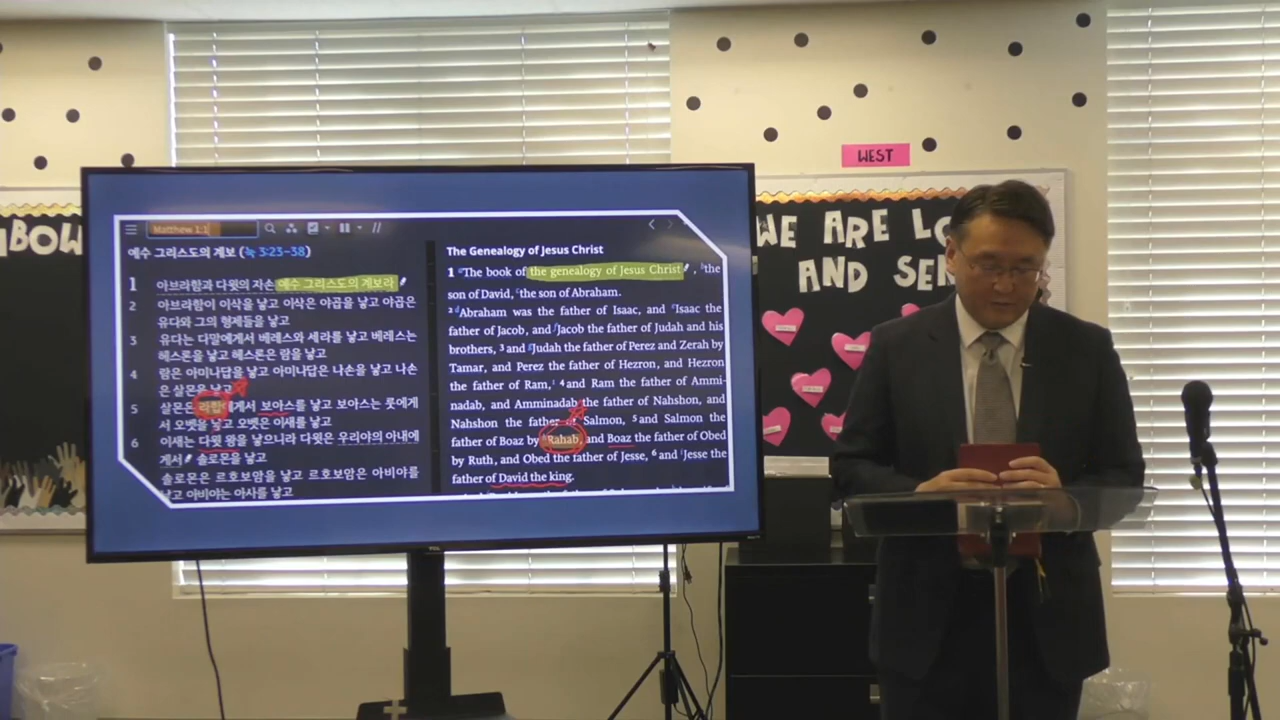 WEST
BOW
WE ARE LO
AND SER
Matthew 1:1
예수 그리스도의 계보 (눅 3:23-38)
1 아브라함과 다윗의 자손 예수 그리스도의 계보라
2 아브라함이 이삭을 낳고 이삭은 야곱을 낳고 야곱은
유다와 그의 형제들을 낳고
3 유다는 다말에게서 베레스와 세라를 낳고 베레스는
헤스론을 낳고 헤스론은 람을 낳고
4 람은 아미나답을 낳고 아미나답은 나손을 낳고 나손
은 살몬을 낳고
5 살몬은 라합에게서 보아스를 낳고 보아스는 룻에게
서 오벳을 낳고 오벳은 이새를 낳고
6 이새는 다윗 왕을 낳으니라 다윗은 우리야의 아내에
게서 솔로몬을 낳고
솔로몬은 르호보암을 낳고 르호보암은 아비야를
낳고 아비야는 아사를 낳고
The Genealogy of Jesus Christ
1 The book of the genealogy of Jesus Christ, the
son of David, the son of Abraham.
2 Abraham was the father of Isaac, and Isaac the
father of Jacob, and Jacob the father of Judah and his
brothers, 3 and Judah the father of Perez and Zerah by
Tamar, and Perez the father of Hezron, and Hezron
the father of Ram, 4 and Ram the father of Ammi-
nadab, and Amminadab the father of Nahshon, and
Nahshon the father of Salmon, 5 and Salmon the
father of Boaz by Rahab, and Boaz the father of Obed
by Ruth, and Obed the father of Jesse, 6 and Jesse the
father of David the king.
TCL